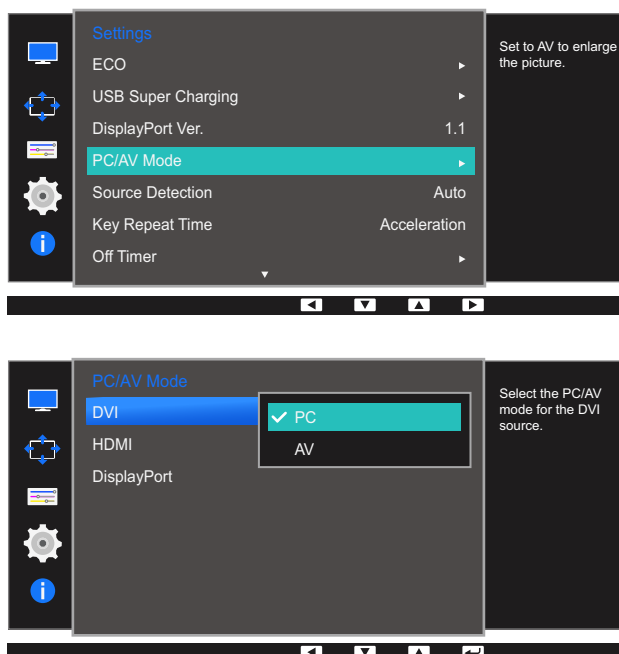 Settings
ECO
USB Super Charging
DisplayPort Ver. 1.1
PC/AV Mode
Source Detection Auto
Key Repeat Time Acceleration
Off Timer
Set to AV to enlarge
the picture.
PC/AV Mode
DVI
PC
HDMI
AV
DisplayPort
Select the PC/AV
mode for the DVI
source.